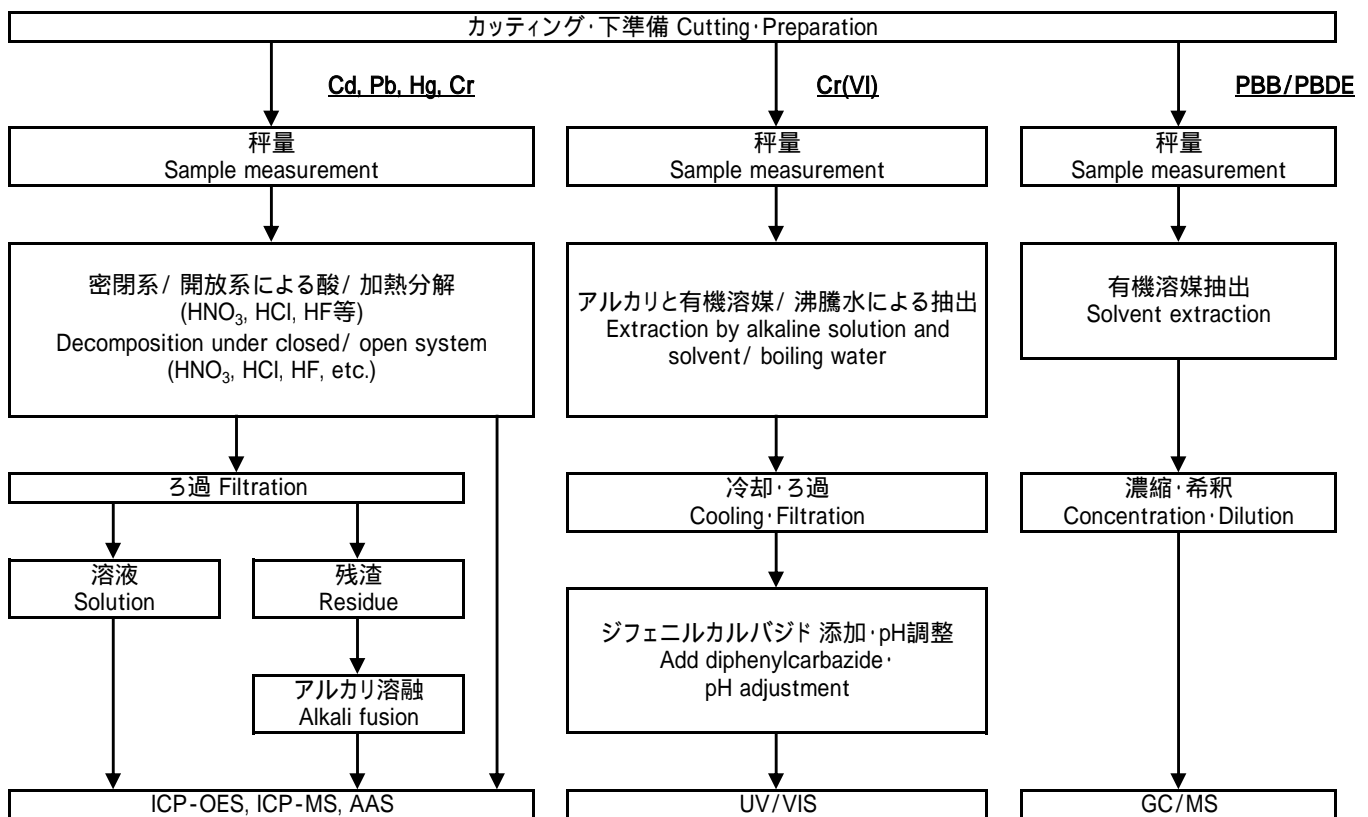 カッティング･下準備 Cutting･Preparation
Cd, Pb, Hg, Cr
Cr(VI)
PBB/PBDE
秤量
Sample measurement
秤量
Sample measurement
秤量
Sample measurement
密閉系/ 開放系による酸/ 加熱分解
(HNO₃, HCl, HF等)
Decomposition under closed/ open system
(HNO₃, HCl, HF, etc.)
アルカリと有機溶媒/ 沸騰水による抽出
Extraction by alkaline solution and
solvent/ boiling water
有機溶媒抽出
Solvent extraction
ろ過 Filtration
冷却･ろ過
Cooling･Filtration
濃縮･希釈
Concentration･Dilution
溶液
Solution
残渣
Residue
ジフェニルカルバジド 添加･pH調整
Add diphenylcarbazide･
pH adjustment
アルカリ溶融
Alkali fusion
ICP-OES, ICP-MS, AAS
UV/VIS
GC/MS